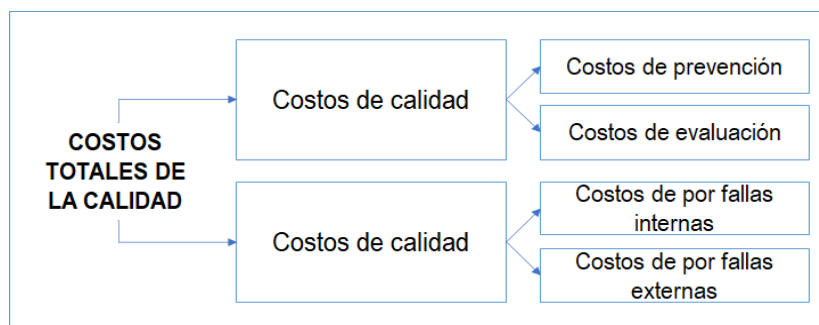 COSTOS
TOTALES DE
LA CALIDAD
Costos de calidad
Costos de prevención
Costos de evaluación
Costos de calidad
Costos de por fallas
internas
Costos de por fallas
externas